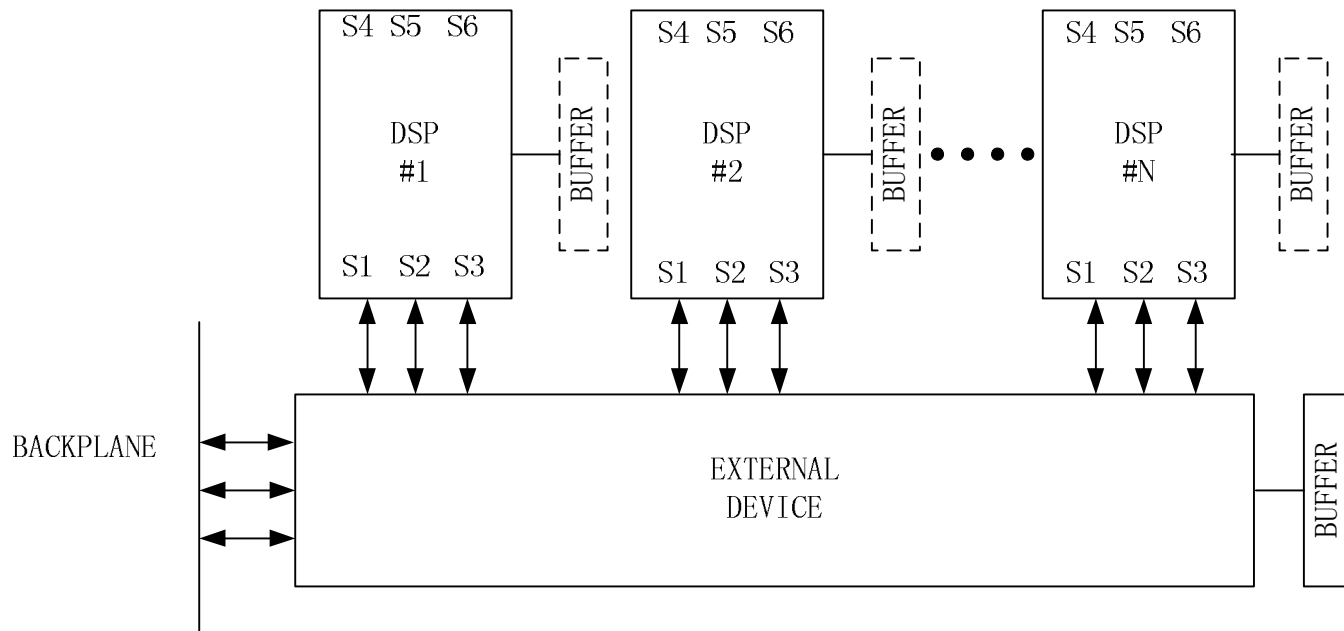 S4 S5 S6
DSP
#1
S1 S2 S3
BUFFER
S4 S5 S6
DSP
#2
S1 S2 S3
BUFFER
S4 S5 S6
DSP
#N
S1 S2 S3
BUFFER
BACKPLANE
EXTERNAL
DEVICE
BUFFER